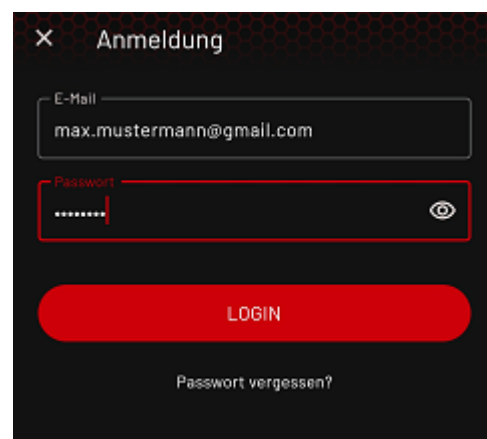 Anmeldung
E-Mail
max.mustermann@gmail.com
Passwort
••••••••
LOGIN
Passwort vergessen?